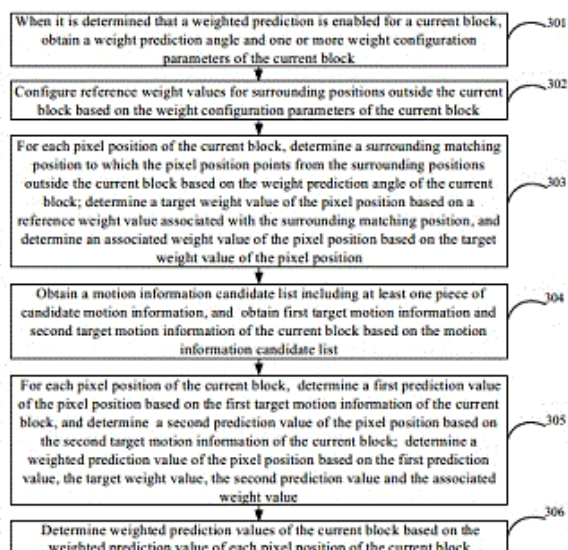 When it is determined that a weighted prediction is enabled for a current block,
obtain a weight prediction angle and one or more weight configuration
parameters of the current block
301
Configure reference weight values for surrounding positions outside the current
block based on the weight configuration parameters of the current block
302
For each pixel position of the current block, determine a surrounding matching
position to which the pixel position points from the surrounding positions
outside the current block based on the weight prediction angle of the current
block; determine a target weight value of the pixel position based on a
reference weight value associated with the surrounding matching position, and
determine an associated weight value of the pixel position based on the target
weight value of the pixel position
303
Obtain a motion information candidate list including at least one piece of
candidate motion information, and obtain first target motion information and
second target motion information of the current block based on the motion
information candidate list
304
For each pixel position of the current block, determine a first prediction value
of the pixel position based on the first target motion information of the current
block, and determine a second prediction value of the pixel position based on
the second target motion information of the current block; determine a
weighted prediction value of the pixel position based on the first prediction
value, the target weight value, the second prediction value and the associated
weight value
305
Determine weighted prediction values of the current block based on the
weighted prediction value of each pixel position of the current block
306